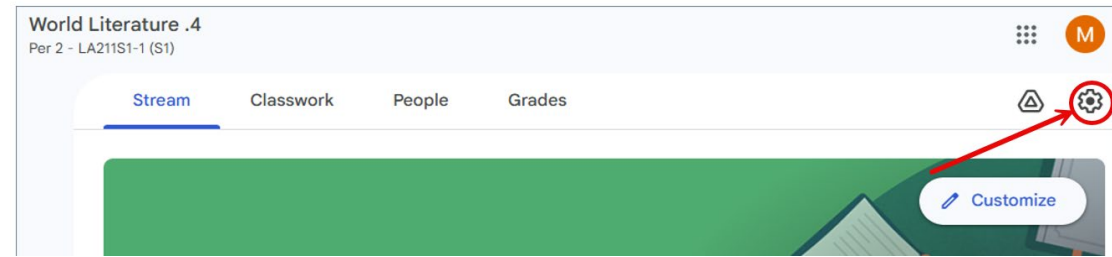 World Literature .4
Per 2 - LA211S1-1 (S1)
M
Stream Classwork People Grades
Customize